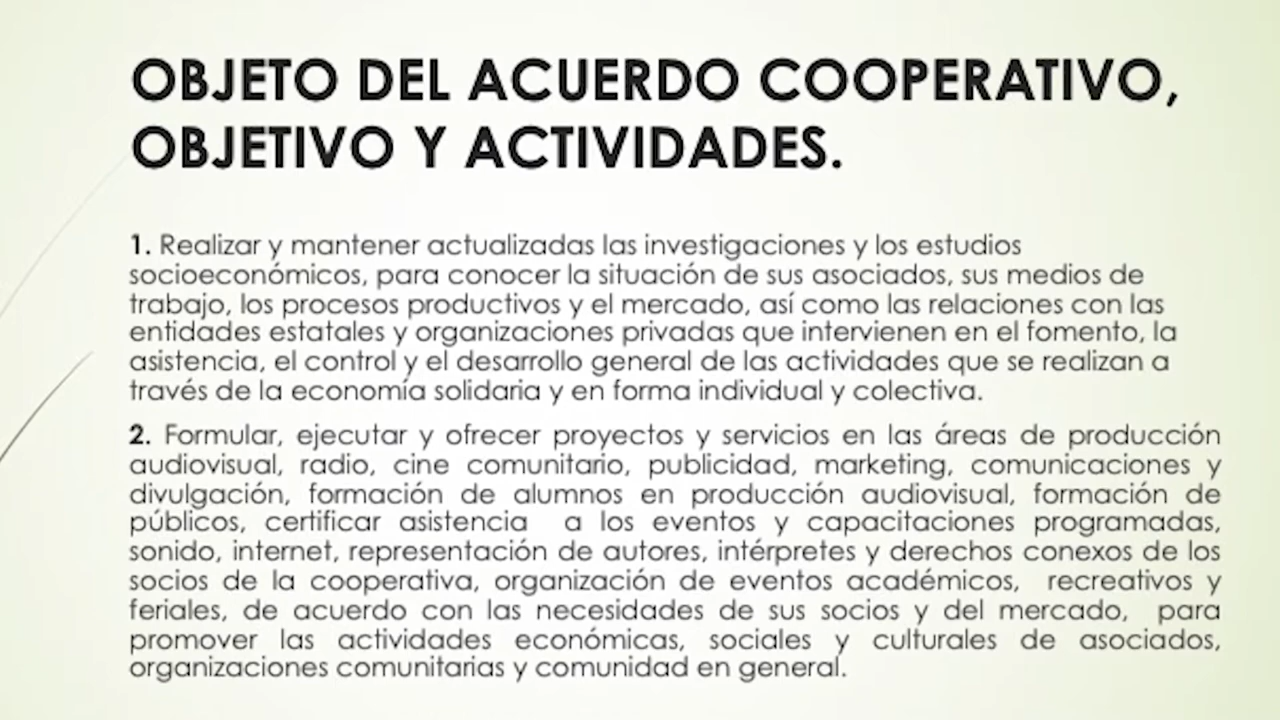 OBJETO DEL ACUERDO COOPERATIVO,
OBJETIVO Y ACTIVIDADES.
1. Realizar y mantener actualizadas las investigaciones y los estudios
socioeconómicos, para conocer la situación de sus asociados, sus medios de
trabajo, los procesos productivos y el mercado, así como las relaciones con las
entidades estatales y organizaciones privadas que intervienen en el fomento, la
asistencia, el control y el desarrollo general de las actividades que se realizan a
través de la economía solidaria y en forma individual y colectiva.
2. Formular, ejecutar y ofrecer proyectos y servicios en las áreas de producción
audiovisual, radio, cine comunitario, publicidad, marketing, comunicaciones y
divulgación, formación de alumnos en producción audiovisual, formación de
públicos, certificar asistencia a los eventos y capacitaciones programadas,
sonido, internet, representación de autores, intérpretes y derechos conexos de los
socios de la cooperativa, organización de eventos académicos, recreativos y
feriales, de acuerdo con las necesidades de sus socios y del mercado, para
promover las actividades económicas, sociales y culturales de asociados,
organizaciones comunitarias y comunidad en general.